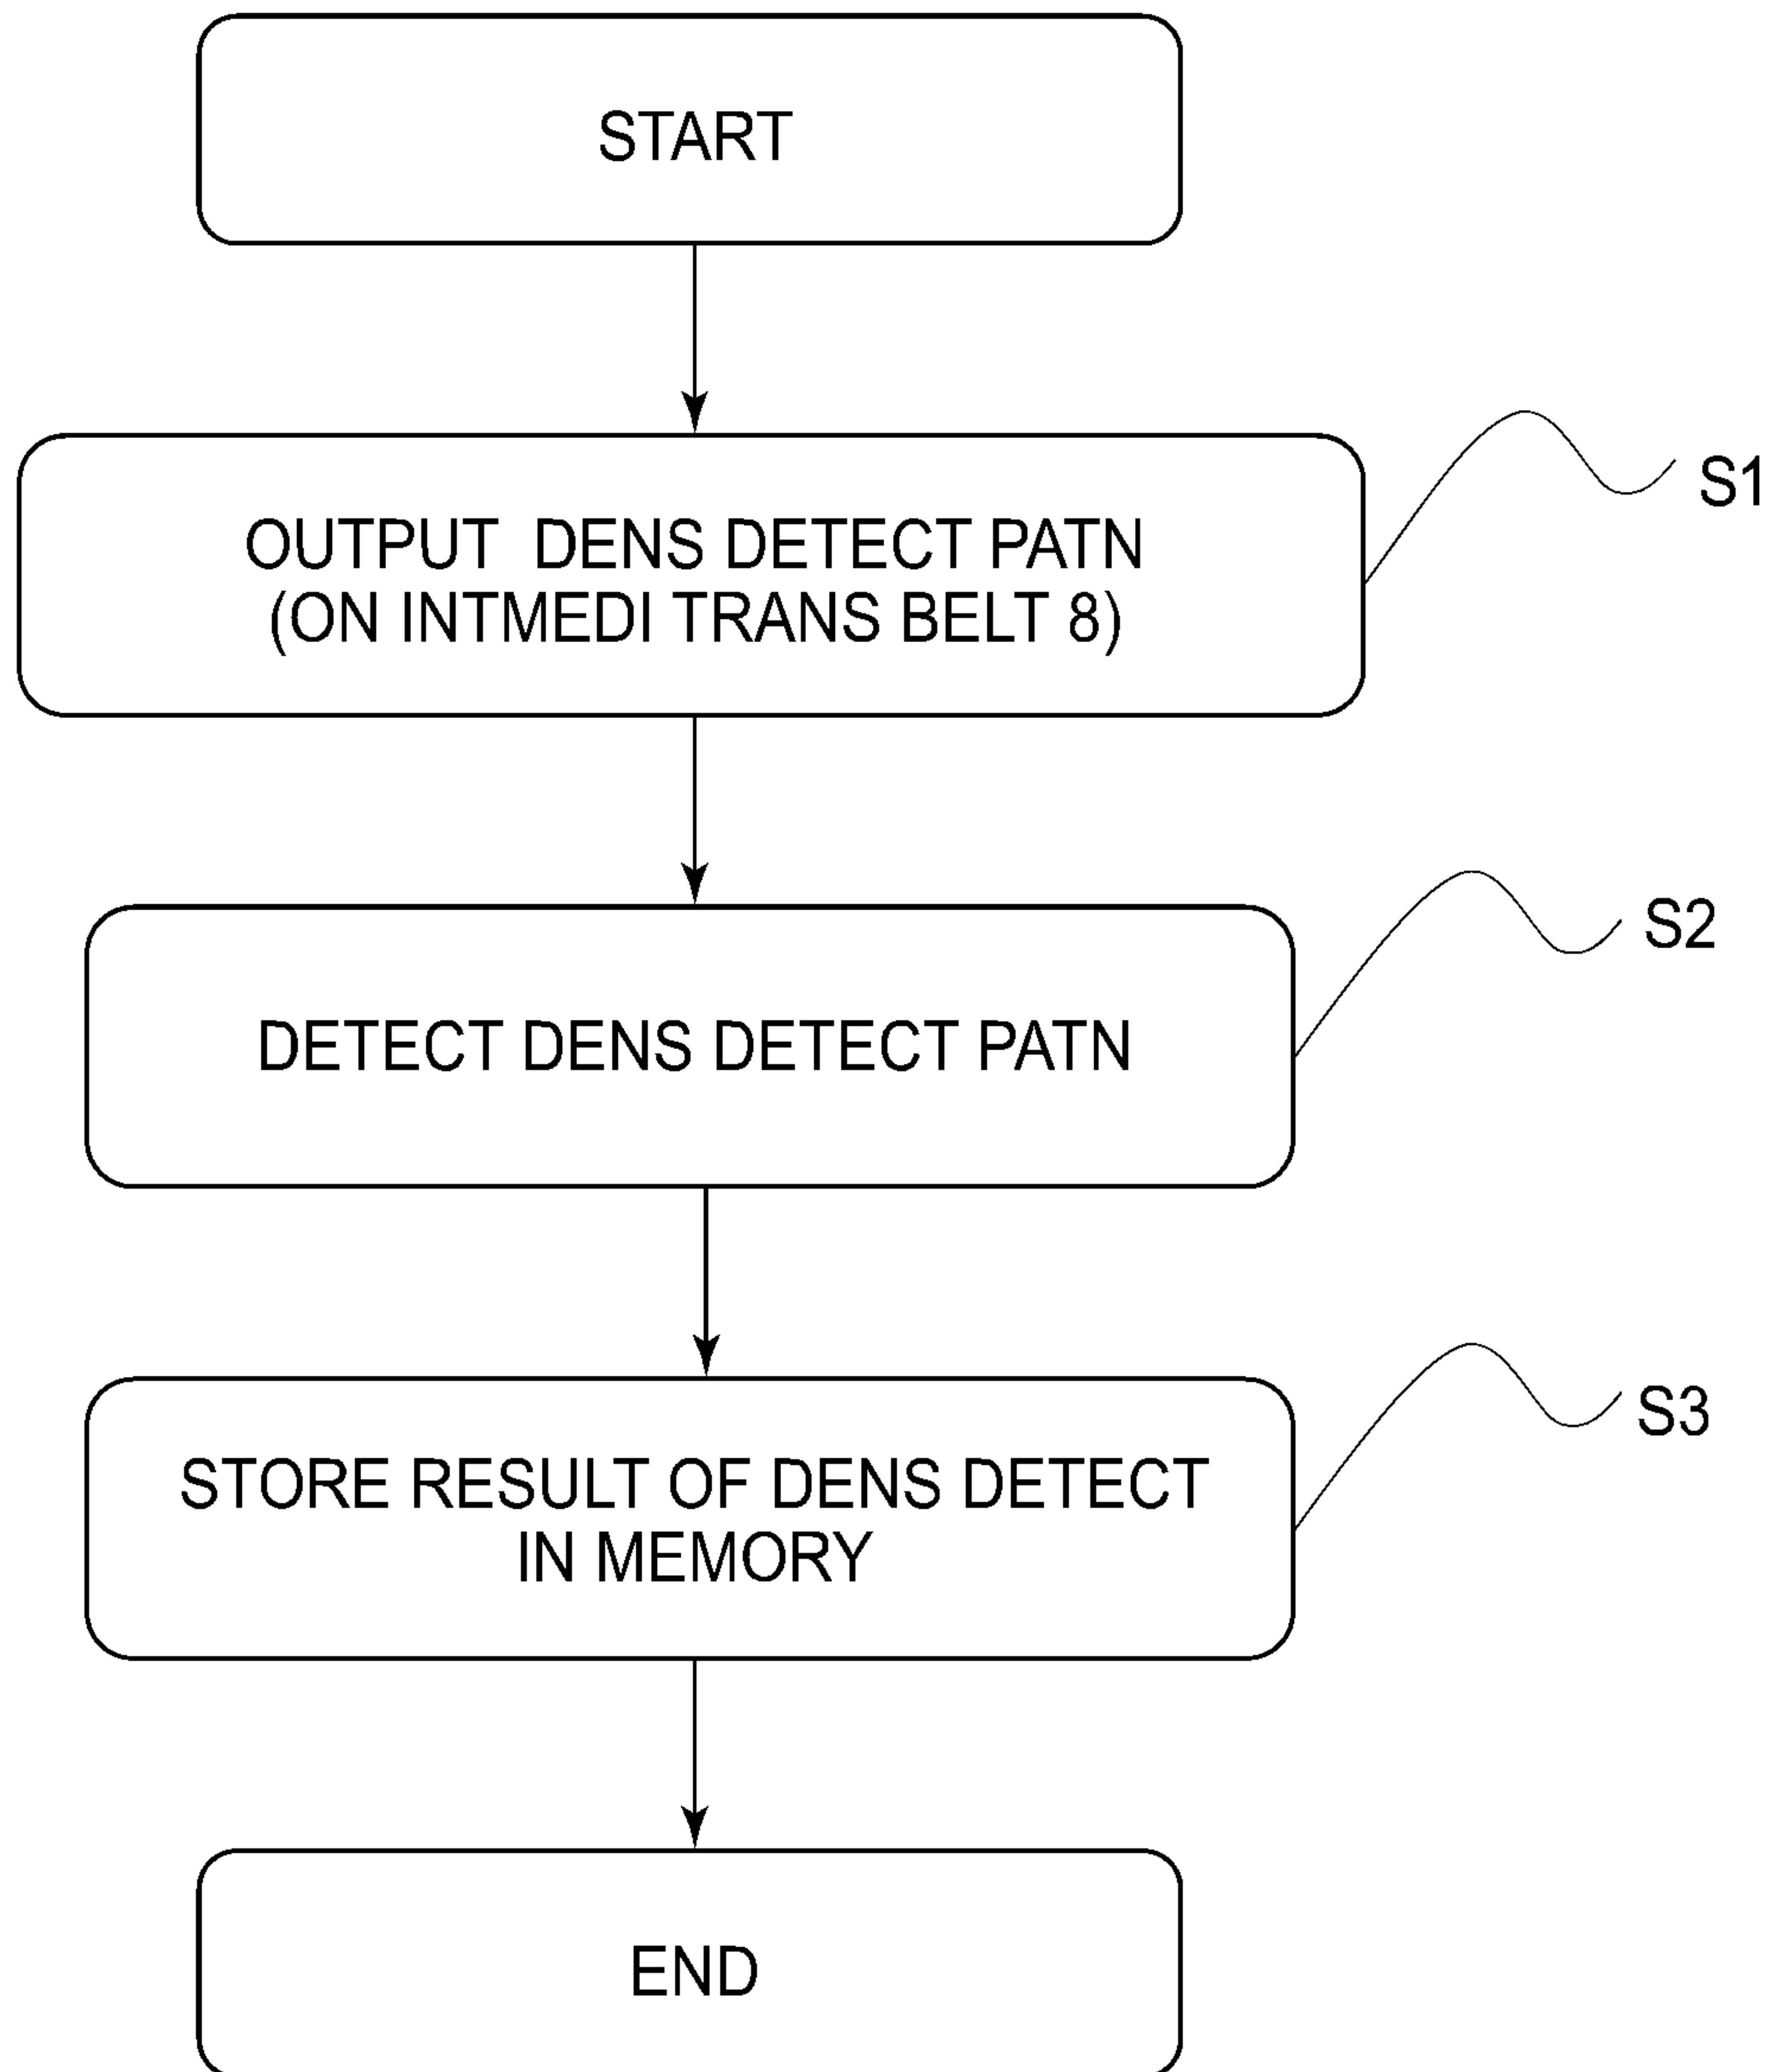 START
OUTPUT DENS DETECT PATN
(ON INTMEDI TRANS BELT 8)
S1
DETECT DENS DETECT PATN
S2
STORE RESULT OF DENS DETECT
IN MEMORY
S3
END